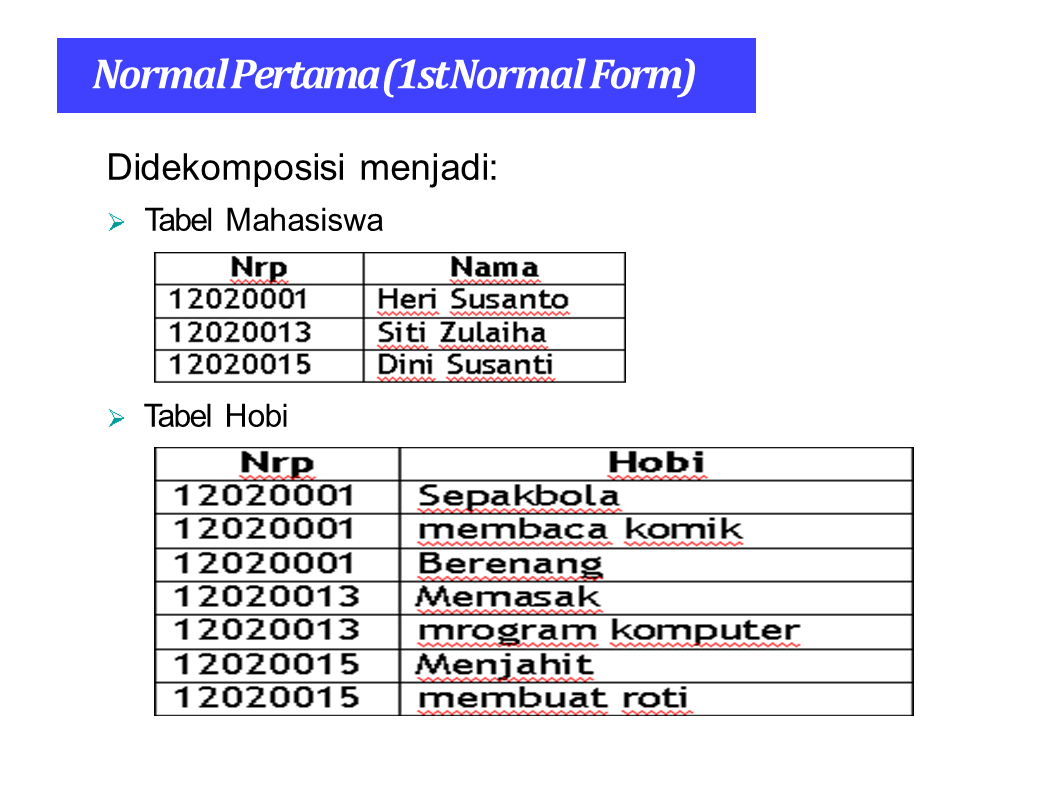 Normal Pertama (1st Normal Form)
Didekomposisi menjadi:
Tabel Mahasiswa
Nrp Nama
12020001 Heri Susanto
12020013 Siti Zulaiha
12020015 Dini Susanti
Tabel Hobi
Nrp Hobi
12020001 Sepakbola
12020001 membaca komik
12020001 Berenang
12020013 Memasak
12020013 mrogram komputer
12020015 Menjahit
12020015 membuat roti